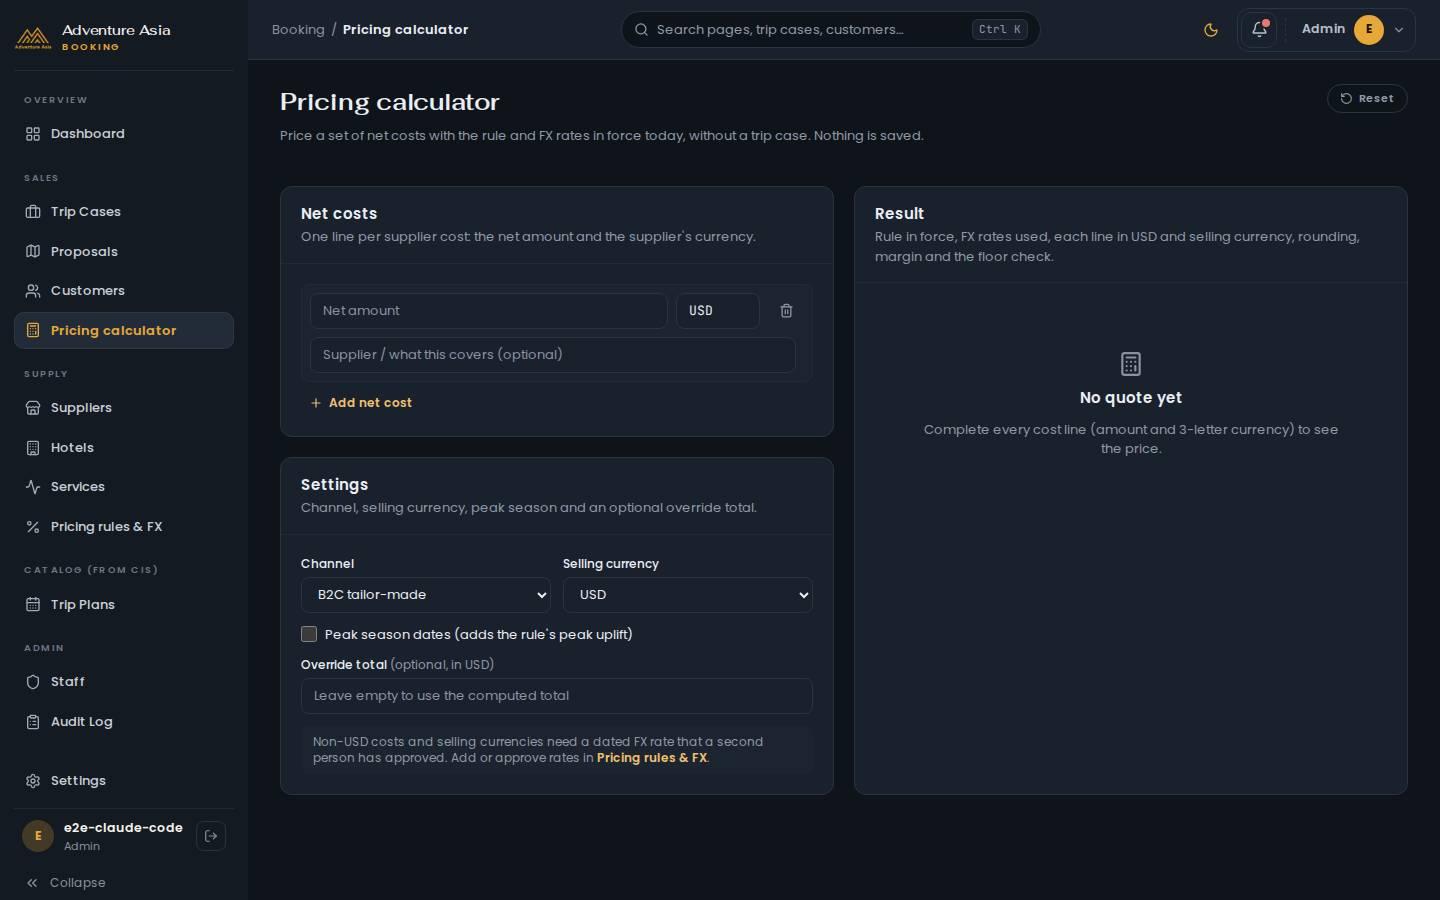 Adventure Asia
BOOKING
Adventure Asia
OVERVIEW
Dashboard
SALES
Trip Cases
Proposals
Customers
Pricing calculator
SUPPLY
Suppliers
Hotels
Services
Pricing rules & FX
CATALOG (FROM CIS)
Trip Plans
ADMIN
Staff
Audit Log
Settings
E
e2e-claude-code
Admin
Collapse
Booking / Pricing calculator
Search pages, trip cases, customers…
Ctrl K
Admin
E
Pricing calculator
Reset
Price a set of net costs with the rule and FX rates in force today, without a trip case. Nothing is saved.
Net costs
One line per supplier cost: the net amount and the supplier's currency.
Net amount
USD
Supplier / what this covers (optional)
Add net cost
Settings
Channel, selling currency, peak season and an optional override total.
Channel
Selling currency
B2C tailor-made
USD
Peak season dates (adds the rule's peak uplift)
Override total (optional, in USD)
Leave empty to use the computed total
Non-USD costs and selling currencies need a dated FX rate that a second
person has approved. Add or approve rates in Pricing rules & FX.
Result
Rule in force, FX rates used, each line in USD and selling currency, rounding,
margin and the floor check.
No quote yet
Complete every cost line (amount and 3-letter currency) to see
the price.